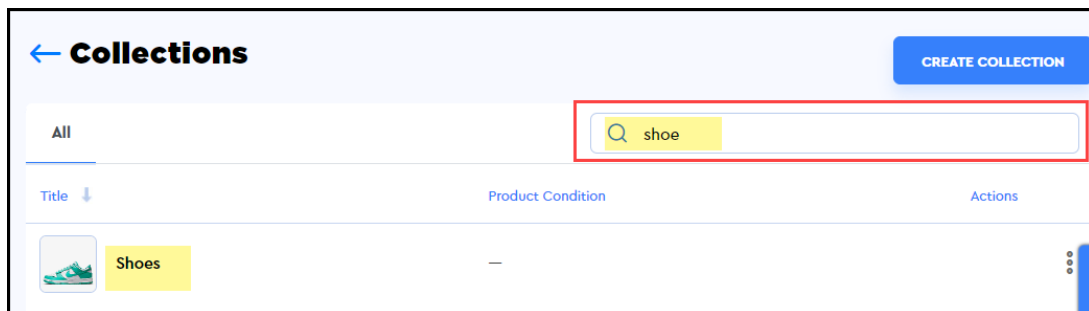 Collections
CREATE COLLECTION
All
shoe
Title
Product Condition
Actions
Shoes
—